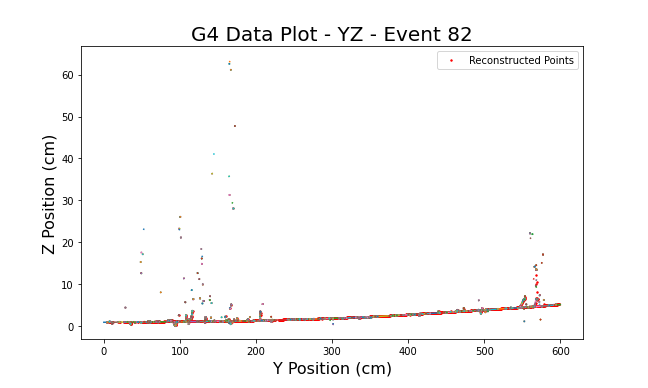 G4 Data Plot - YZ - Event 82
Reconstructed Points
60
50
40
30
20
10
0
Z Position (cm)
0 100 200 300 400 500 600
Y Position (cm)